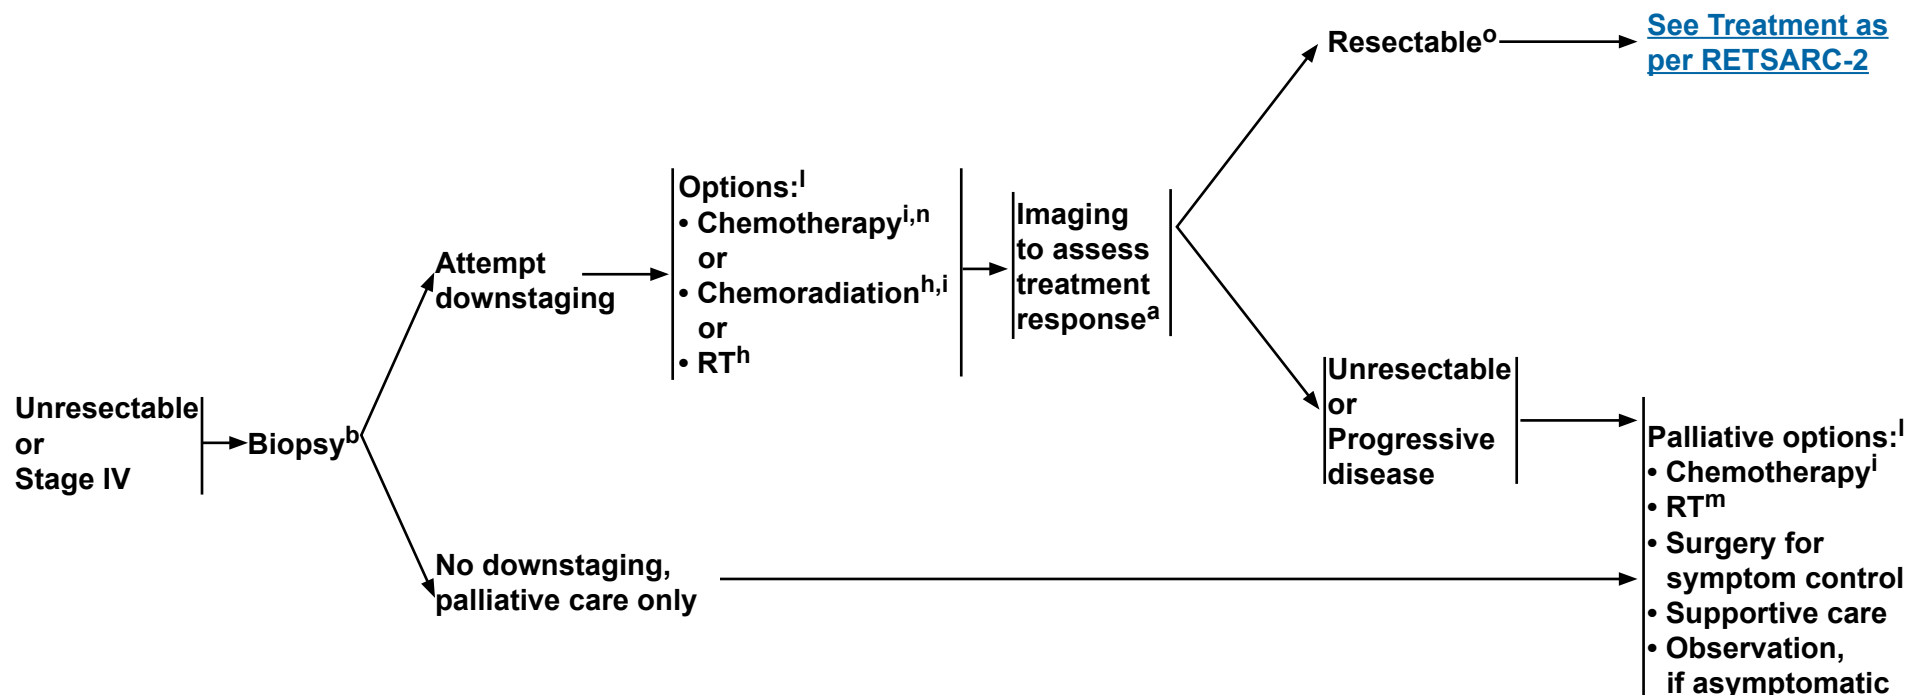 Unresectable
or
Stage IV
Biopsyb
Attempt
downstaging
No downstaging,
palliative care only
Options:l
• Chemotherapyi,n
or
• Chemoradiationh,i
or
• RTh
Imaging
to assess
treatment
responsea
Resectableo
See Treatment as
per RETSARC-2
Unresectable
or
Progressive
disease
Palliative options:l
• Chemotherapyi
• RTm
• Surgery for
symptom control
• Supportive care
• Observation,
if asymptomatic